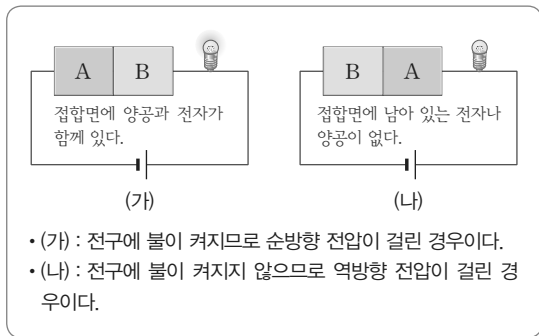 A B
접합면에 양공과 전자가
함께 있다.
(가)
B A
접합면에 남아 있는 전자나
양공이 없다.
(나)
• (가) : 전구에 불이 켜지므로 순방향 전압이 걸린 경우이다.
• (나) : 전구에 불이 켜지지 않으므로 역방향 전압이 걸린 경
우이다.